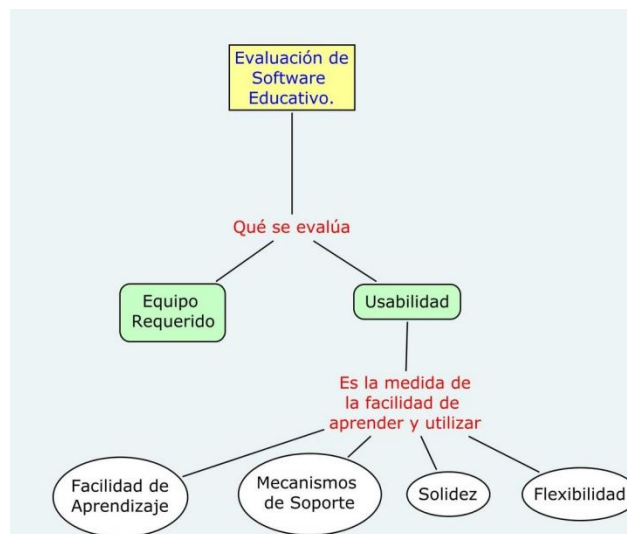 Evaluación de
Software
Educativo.
Qué se evalúa
Equipo
Requerido
Usabilidad
Es la medida de
la facilidad de
aprender y utilizar
Facilidad de
Aprendizaje
Mecanismos
de Soporte
Solidez
Flexibilidad